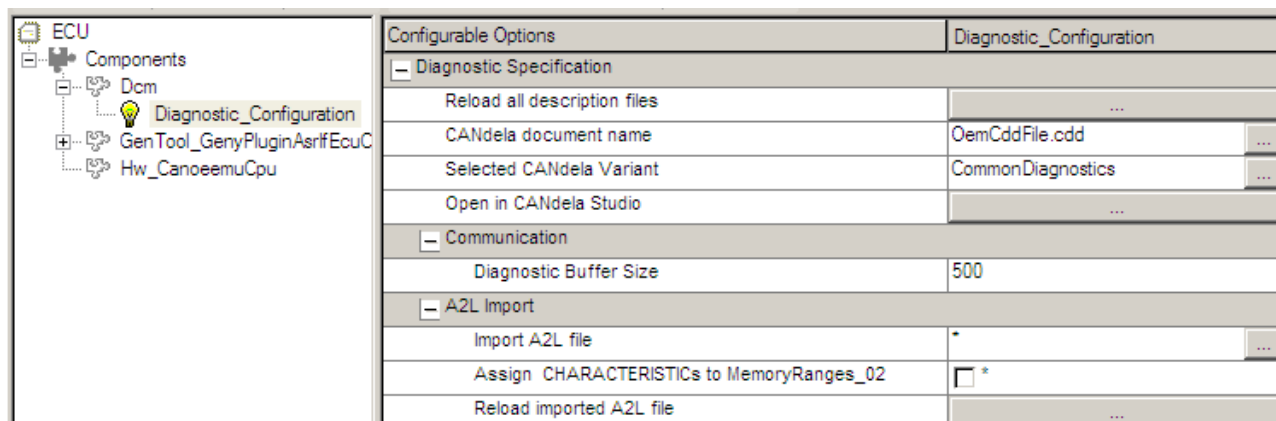 ECU
Components
Dcm
Diagnostic_Configuration
GenTool_GenyPluginAsrIfEcuC
Hw_CanoeemuCpu
Configurable Options Diagnostic_Configuration
Diagnostic Specification
Reload all description files ...
CANdela document name OemCddFile.cdd ...
Selected CANdela Variant CommonDiagnostics ...
Open in CANdela Studio ...
Communication
Diagnostic Buffer Size 500
A2L Import
Import A2L file * ...
Assign CHARACTERISTICs to MemoryRanges_02 *
Reload imported A2L file ...